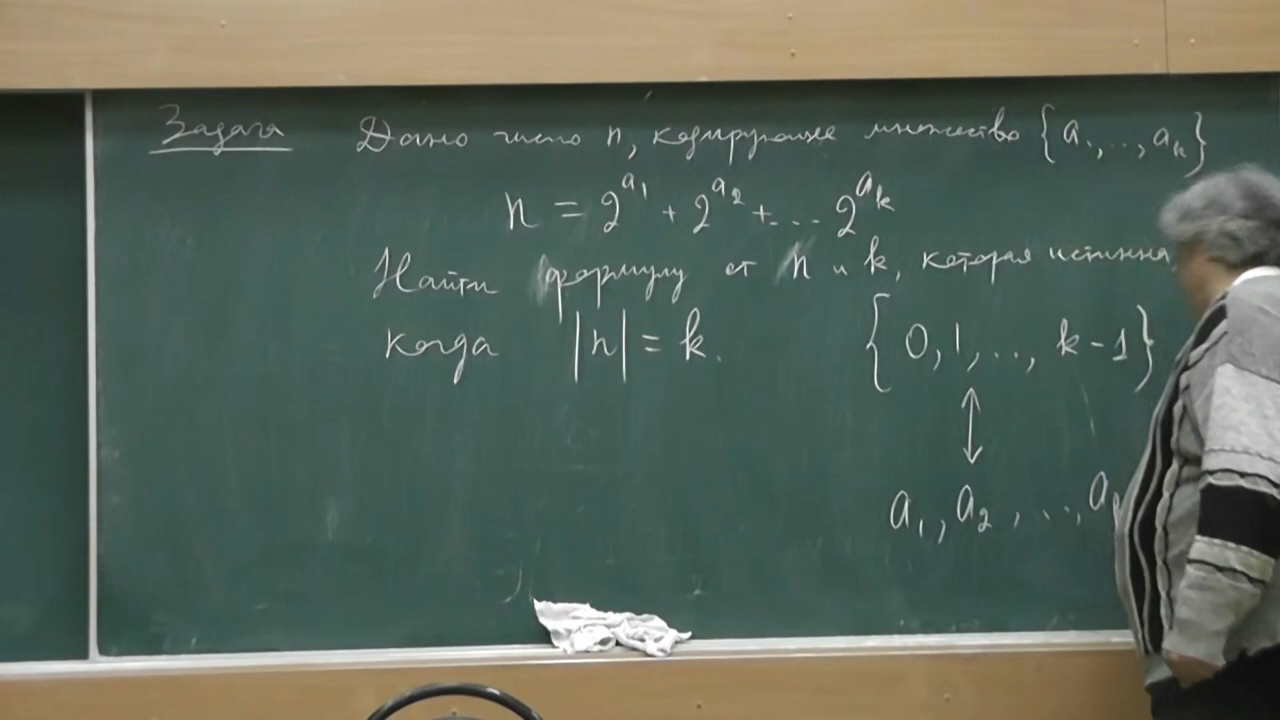 Задача Дано число n, кодирующее множество {a₁,..,aₖ}
n = 2^{a₁} + 2^{a₂} + ... 2^{aₖ}
Найти формулу от n и k, которая истинна
когда |n| = k. {0,1,.., k-1}
↕
a₁, a₂, ..., a